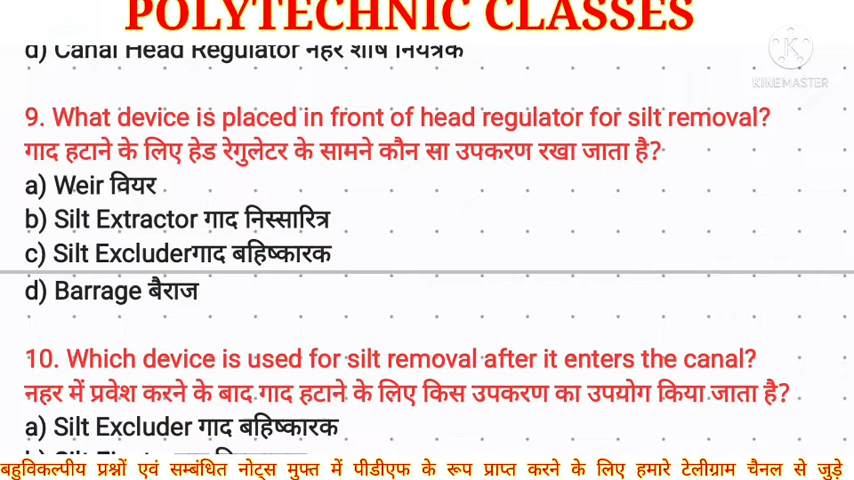 POLYTECHNIC CLASSES
d) Canal Head Regulator नहर शीर्ष नियंत्रक
KINEMASTER
9. What device is placed in front of head regulator for silt removal?
गाद हटाने के लिए हेड रेगुलेटर के सामने कौन सा उपकरण रखा जाता है?
a) Weir वियर
b) Silt Extractor गाद निस्सारित्र
c) Silt Excluderगाद बहिष्कारक
d) Barrage बैराज
10. Which device is used for silt removal after it enters the canal?
नहर में प्रवेश करने के बाद गाद हटाने के लिए किस उपकरण का उपयोग किया जाता है?
a) Silt Excluder गाद बहिष्कारक
बहुविकल्पीय प्रश्नों एवं सम्बंधित नोट्स मुफ्त में पीडीएफ के रूप प्राप्त करने के लिए हमारे टेलीग्राम चैनल से जुड़े